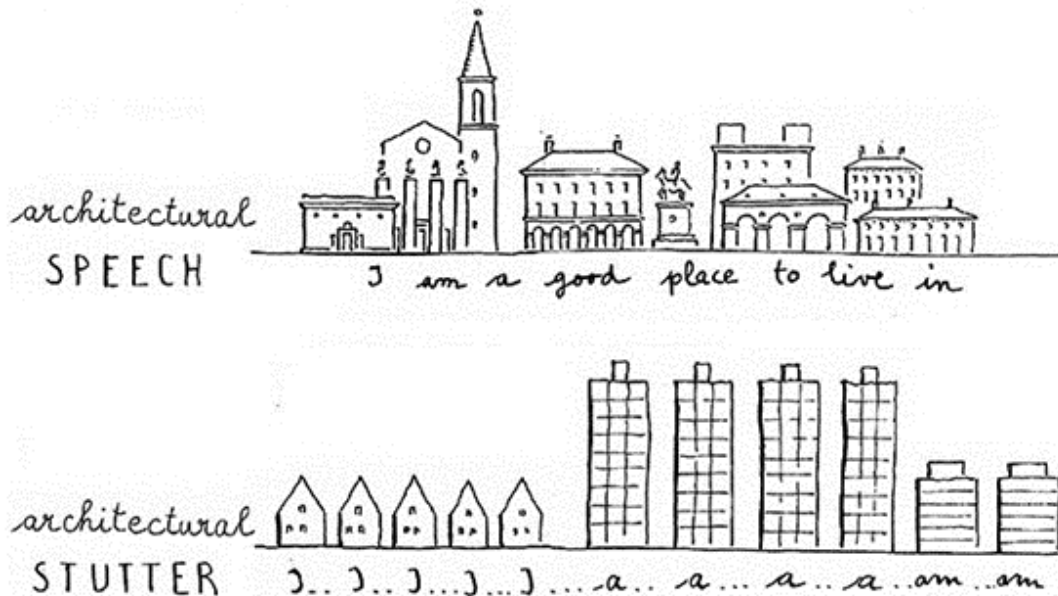 architectural
SPEECH
I am a good place to live in
architectural
STUTTER
I.. I.. I.. I.. I.... a.. a... a.. a.. am.. am